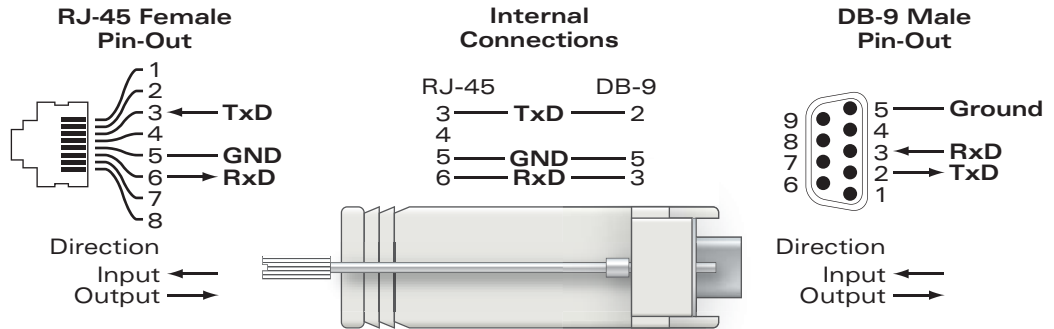 RJ-45 Female
Pin-Out
1
2
3 TxD
4
5 GND
6 RxD
7
8
Direction
Input
Output
Internal
Connections
RJ-45 DB-9
3 TxD 2
4
5 GND 5
6 RxD 3
DB-9 Male
Pin-Out
9
8
7
6
5 Ground
4
3 RxD
2 TxD
1
Direction
Input
Output